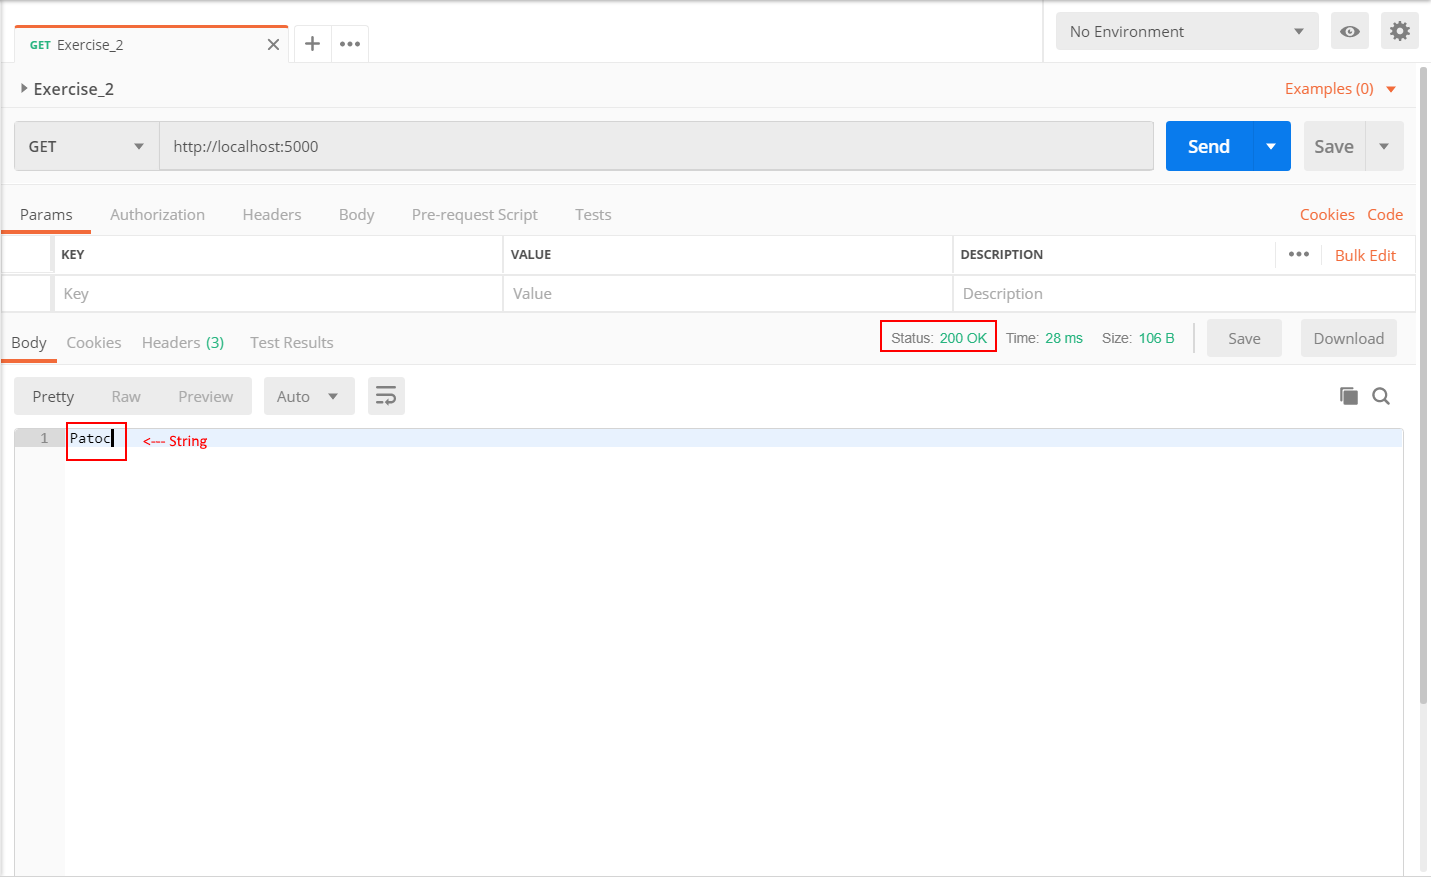 GET Exercise_2
No Environment
Exercise_2
Examples (0)
GET http://localhost:5000 Send Save
Params Authorization Headers Body Pre-request Script Tests Cookies Code
KEY VALUE DESCRIPTION Bulk Edit
Key Value Description
Body Cookies Headers (3) Test Results Status: 200 OK Time: 28 ms Size: 106 B Save Download
Pretty Raw Preview Auto
1 Patoc <--- String